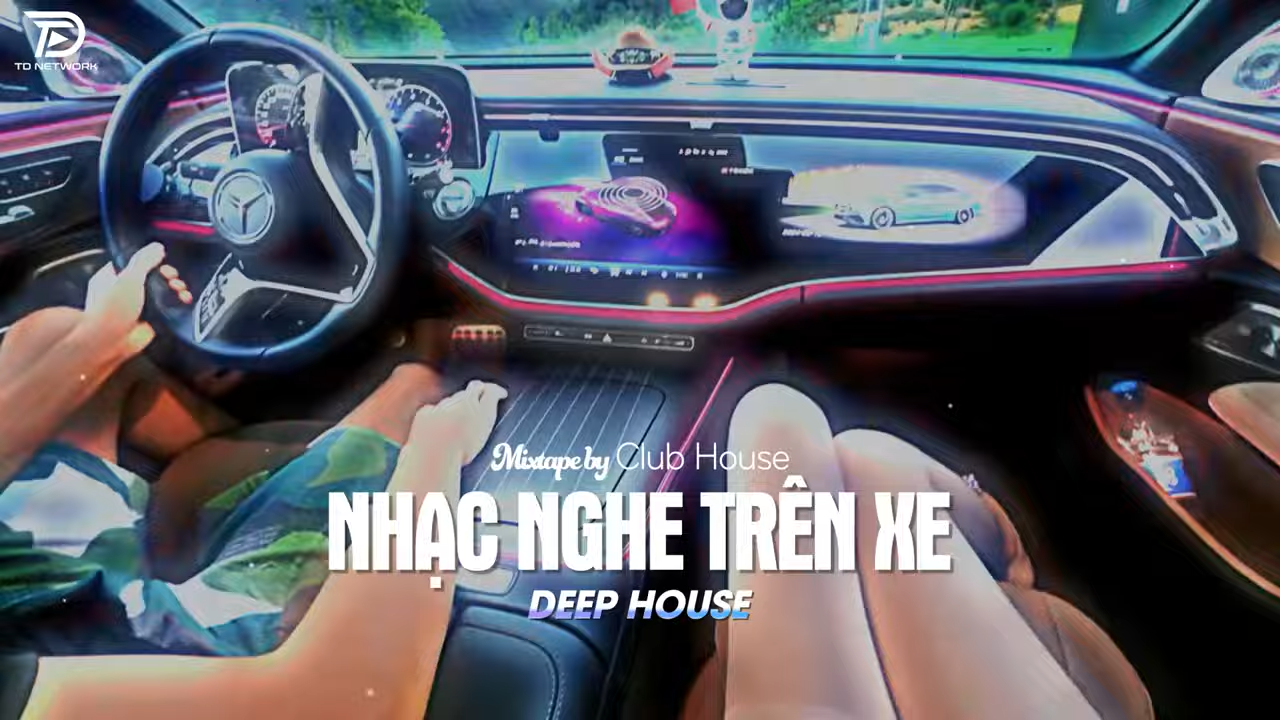 TD NETWORK
Mixtape by Club House
NHẠC NGHE TRÊN XE
DEEP HOUSE